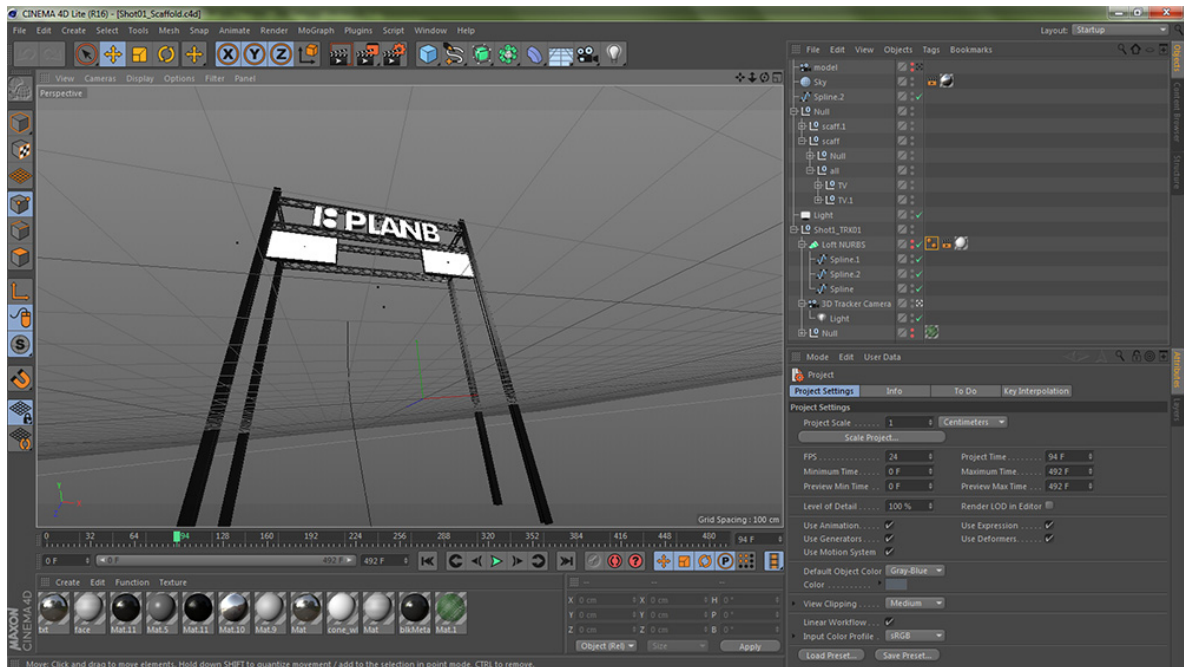 CINEMA 4D Lite (R16) - [Shot01_Scaffold.c4d]
File Edit Create Select Tools Mesh Snap Animate Render MoGraph Plugins Script Window Help
Layout: Startup
View Cameras Display Options Filter Panel
Perspective
PLANB
Grid Spacing : 100 cm
File Edit View Objects Tags Bookmarks
model
Sky
Spline.2
Null
scaff.1
scaff
Null
all
TV
TV.1
Light
Shot1_TRK01
Loft NURBS
Spline.1
Spline.2
Spline
3D Tracker Camera
Light
Null
Objects
Content Browser
Structure
Mode Edit User Data
Project
Project Settings Info To Do Key Interpolation
Project Settings
Project Scale 1 Centimeters
Scale Project...
FPS 24 Project Time 94 F
Minimum Time 0 F Maximum Time 492 F
Preview Min Time 0 F Preview Max Time 492 F
Level of Detail 100 % Render LOD in Editor
Use Animation Use Expression
Use Generators Use Deformers
Use Motion System
Default Object Color Gray-Blue
Color
View Clipping Medium
Linear Workflow
Input Color Profile sRGB
Load Preset... Save Preset...
Attributes
Layers
0 32 64 94 128 160 192 224 256 288 320 352 384 416 448 480 94 F
0 F 0 F 492 F 492 F
Create Edit Function Texture
txt face Mat.11 Mat.5 Mat.11 Mat.10 Mat.9 Mat cone_wl Mat blkMeta Mat.1
X 0 cm X 0 cm H 0 °
Y 0 cm Y 0 cm P 0 °
Z 0 cm Z 0 cm B 0 °
Object (Rel) Size Apply
MAXON
CINEMA 4D
Move: Click and drag to move elements. Hold down SHIFT to quantize movement / add to the selection in point mode, CTRL to remove.